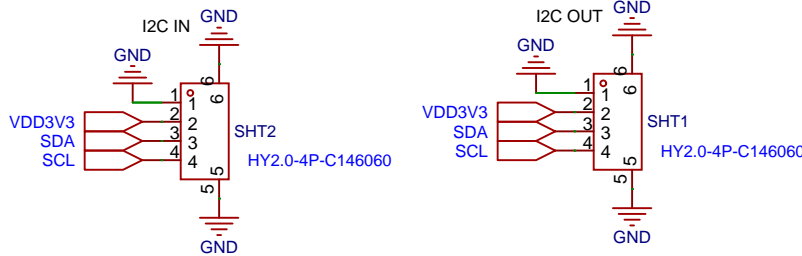 I2C IN
GND
GND
1
2
3
4
1
2
3
4
6
6
5
5
VDD3V3
SDA
SCL
SHT2
HY2.0-4P-C146060
GND
I2C OUT
GND
GND
1
2
3
4
1
2
3
4
6
6
5
5
VDD3V3
SDA
SCL
SHT1
HY2.0-4P-C146060
GND